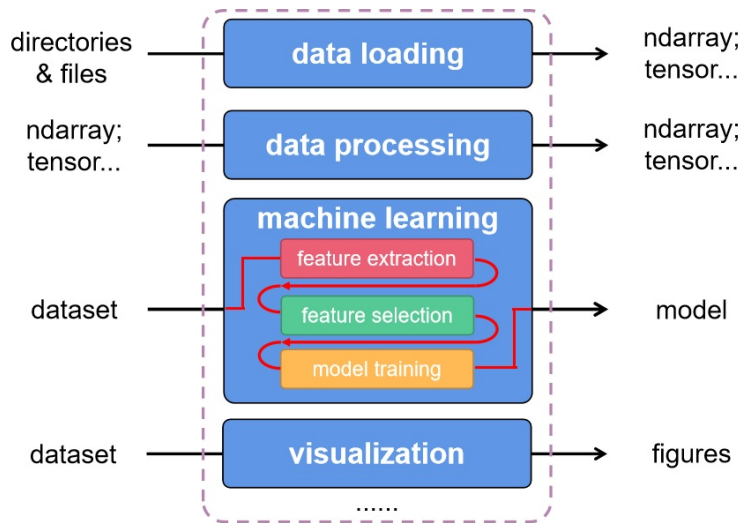 directories
& files
data loading
ndarray;
tensor...
ndarray;
tensor...
data processing
ndarray;
tensor...
machine learning
feature extraction
dataset
feature selection
model
model training
dataset
visualization
figures
......